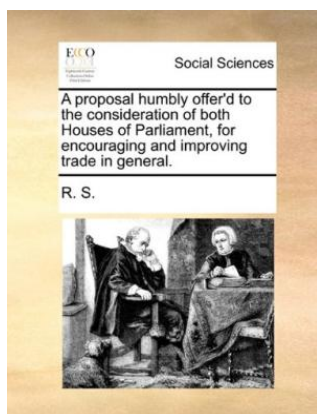 ECCO
Social Sciences
A proposal humbly offer'd to
the consideration of both
Houses of Parliament, for
encouraging and improving
trade in general.
R. S.